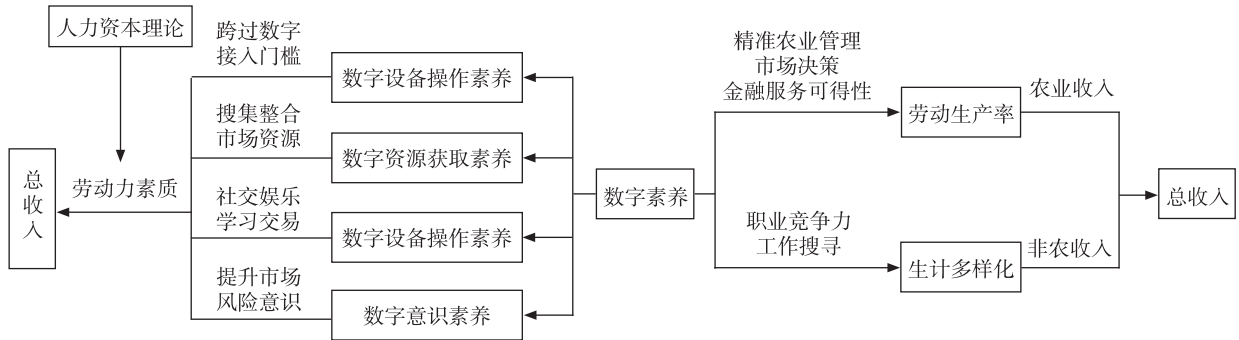 人力资本理论
总
收
入
劳动力素质
跨过数字
接入门槛
搜集整合
市场资源
社交娱乐
学习交易
提升市场
风险意识
数字设备操作素养
数字资源获取素养
数字设备操作素养
数字意识素养
数字素养
精准农业管理
市场决策
金融服务可得性
职业竞争力
工作搜寻
劳动生产率
生计多样化
农业收入
非农收入
总收入